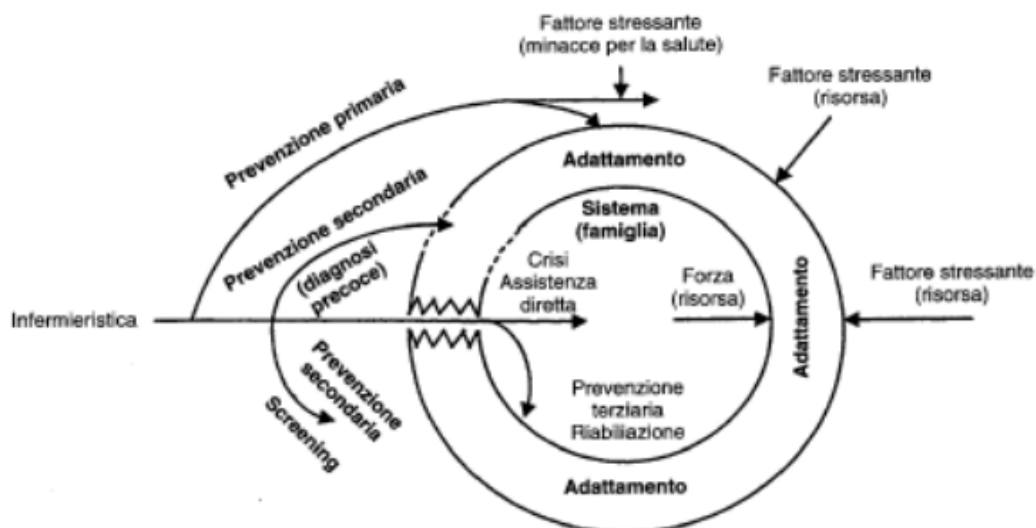 Fattore stressante
(minacce per la salute)
Fattore stressante
(risorsa)
Prevenzione primaria
Adattamento
Prevenzione secondaria
Sistema
(famiglia)
(diagnosi
precoce)
Crisi
Assistenza
diretta
Forza
(risorsa)
Adattamento
Fattore stressante
(risorsa)
Infermieristica
Prevenzione
secondaria
Screening
Prevenzione
terziaria
Riabiliazione
Adattamento